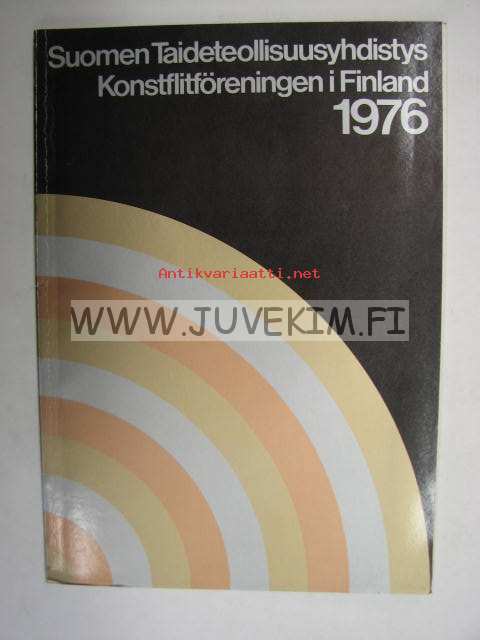 Suomen Taideteollisuusyhdistys
Konstflitföreningen i Finland
1976
Antikvariaatti.net
WWW.JUVEKIM.FI